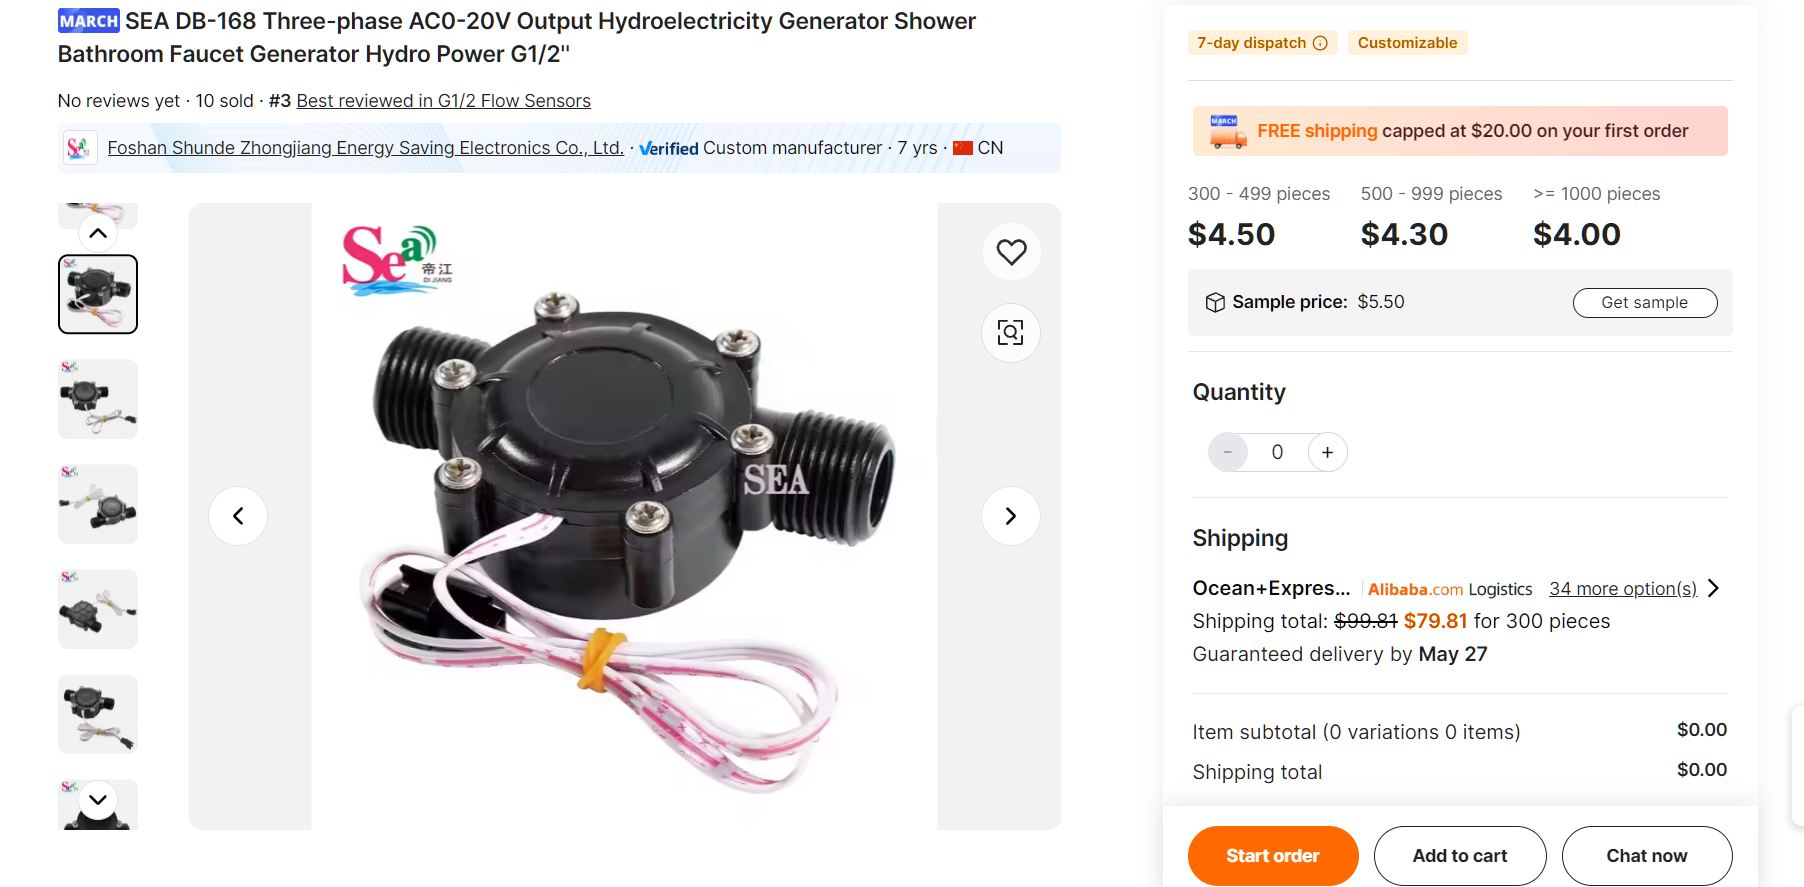 MARCH SEA DB-168 Three-phase AC0-20V Output Hydroelectricity Generator Shower
Bathroom Faucet Generator Hydro Power G1/2"
No reviews yet · 10 sold · #3 Best reviewed in G1/2 Flow Sensors
Sea Foshan Shunde Zhongjiang Energy Saving Electronics Co., Ltd. · Verified Custom manufacturer · 7 yrs · CN
Sea
帝江
DI JIANG
SEA
Sea
Sea
Sea
Sea
Sea
7-day dispatch Customizable
MARCH FREE shipping capped at $20.00 on your first order
300 - 499 pieces 500 - 999 pieces >= 1000 pieces
$4.50 $4.30 $4.00
Sample price: $5.50 Get sample
Quantity
- 0 +
Shipping
Ocean+Expres... Alibaba.com Logistics 34 more option(s)
Shipping total: $99.81 $79.81 for 300 pieces
Guaranteed delivery by May 27
Item subtotal (0 variations 0 items) $0.00
Shipping total $0.00
Start order Add to cart Chat now